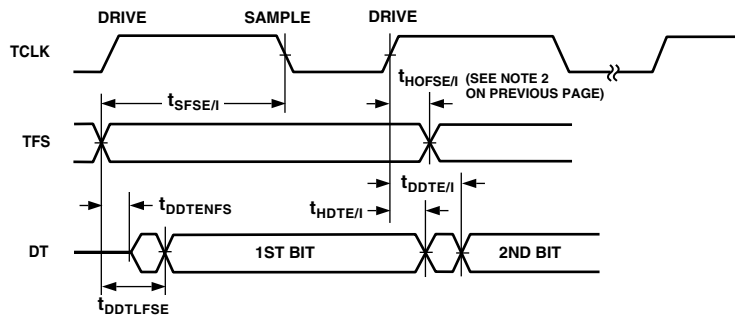 DRIVE SAMPLE DRIVE
TCLK
tHOFSE/I (SEE NOTE 2
ON PREVIOUS PAGE)
tSFSE/I
TFS
tDDTE/I
tDDTENFS
tHDTE/I
DT 1ST BIT 2ND BIT
tDDTLFSE